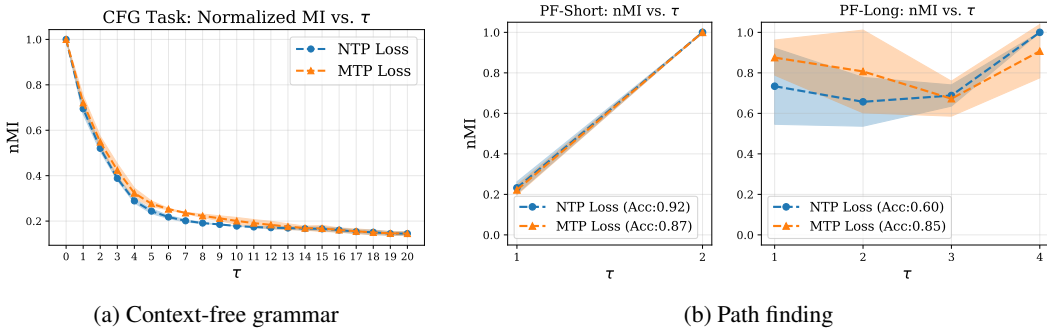 CFG Task: Normalized MI vs. τ
nMI
1.0
0.8
0.6
0.4
0.2
NTP Loss
MTP Loss
0 1 2 3 4 5 6 7 8 9 10 11 12 13 14 15 16 17 18 19 20
τ
(a) Context-free grammar
PF-Short: nMI vs. τ
nMI
1.0
0.8
0.6
0.4
0.2
0.0
NTP Loss (Acc:0.92)
MTP Loss (Acc:0.87)
1 2
τ
PF-Long: nMI vs. τ
1.0
0.8
0.6
0.4
0.2
0.0
NTP Loss (Acc:0.60)
MTP Loss (Acc:0.85)
1 2 3 4
τ
(b) Path finding